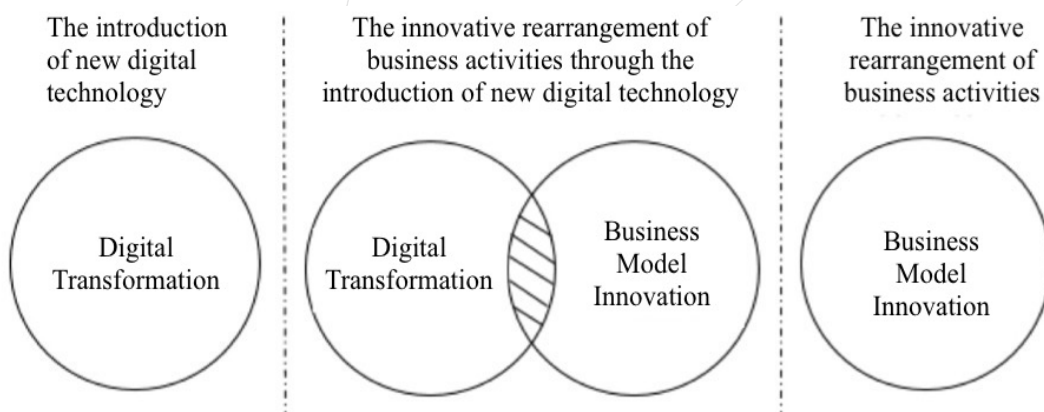 The introduction
of new digital
technology
The innovative rearrangement of
business activities through the
introduction of new digital technology
The innovative
rearrangement of
business activities
Digital
Transformation
Digital
Transformation
Business
Model
Innovation
Business
Model
Innovation